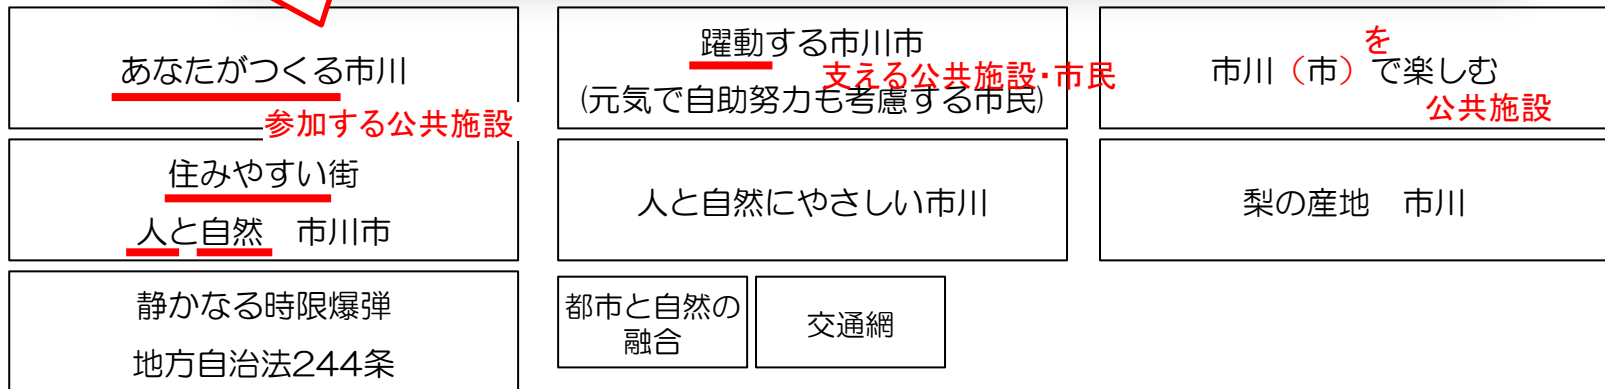 あなたがつくる市川
参加する公共施設
躍動する市川市
支える公共施設・市民
(元気で自助努力も考慮する市民)
を
市川（市）で楽しむ
公共施設
住みやすい街
人と自然　市川市
人と自然にやさしい市川
梨の産地　市川
静かなる時限爆弾
地方自治法244条
都市と自然の
融合
交通網